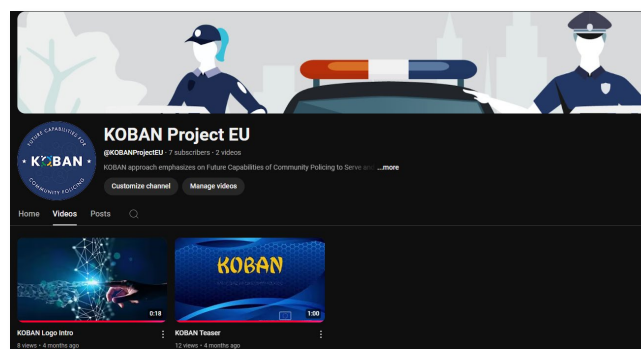 FUTURE CAPABILITIES FOR
KOBAN
COMMUNITY POLICING
KOBAN Project EU
@KOBANProjectEU · 7 subscribers · 2 videos
KOBAN approach emphasizes on Future Capabilities of Community Policing to Serve and ...more
Customize channel
Manage videos
Home Videos Posts
0:18
KOBAN
1:00
KOBAN Logo Intro
8 views · 4 months ago
KOBAN Teaser
12 views · 4 months ago